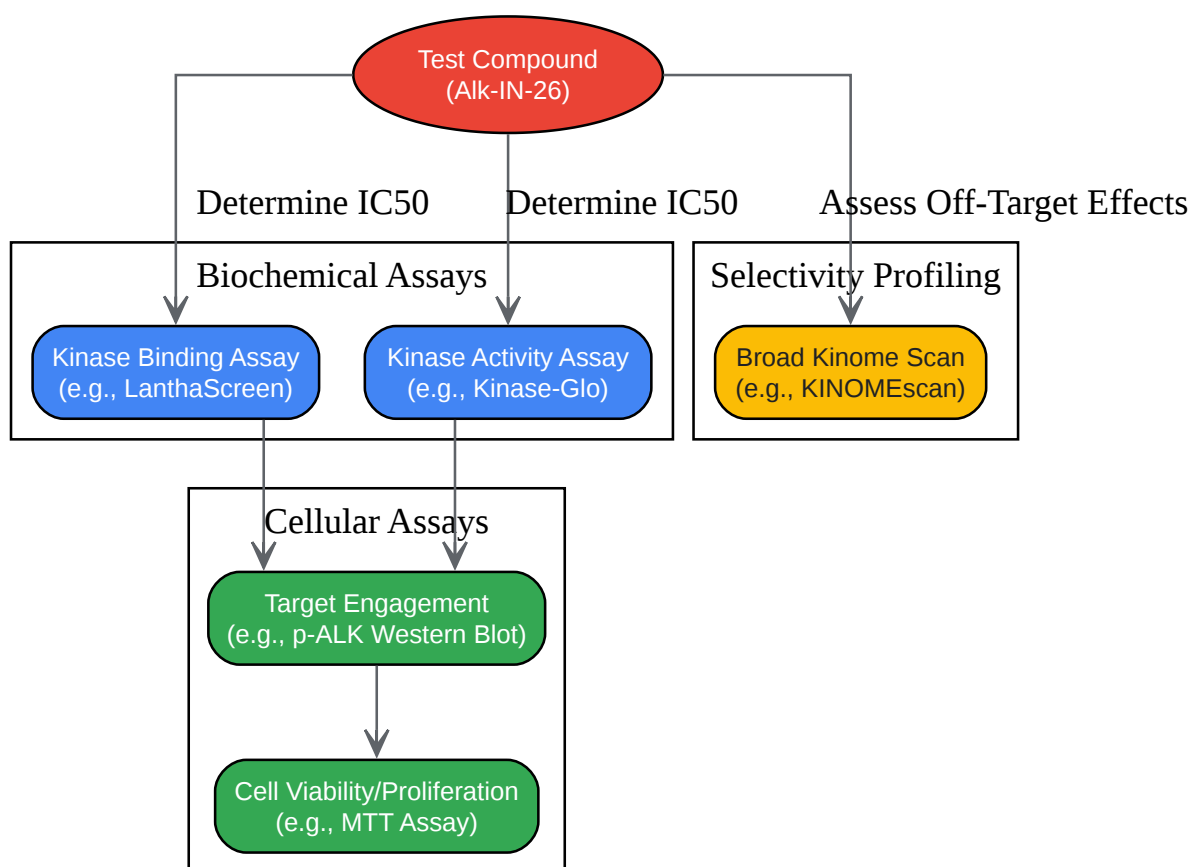 Test Compound
(Alk-IN-26)
Determine IC50
Determine IC50
Assess Off-Target Effects
Biochemical Assays
Selectivity Profiling
Kinase Binding Assay
(e.g., LanthaScreen)
Kinase Activity Assay
(e.g., Kinase-Glo)
Broad Kinome Scan
(e.g., KINOMEscan)
Cellular Assays
Target Engagement
(e.g., p-ALK Western Blot)
Cell Viability/Proliferation
(e.g., MTT Assay)